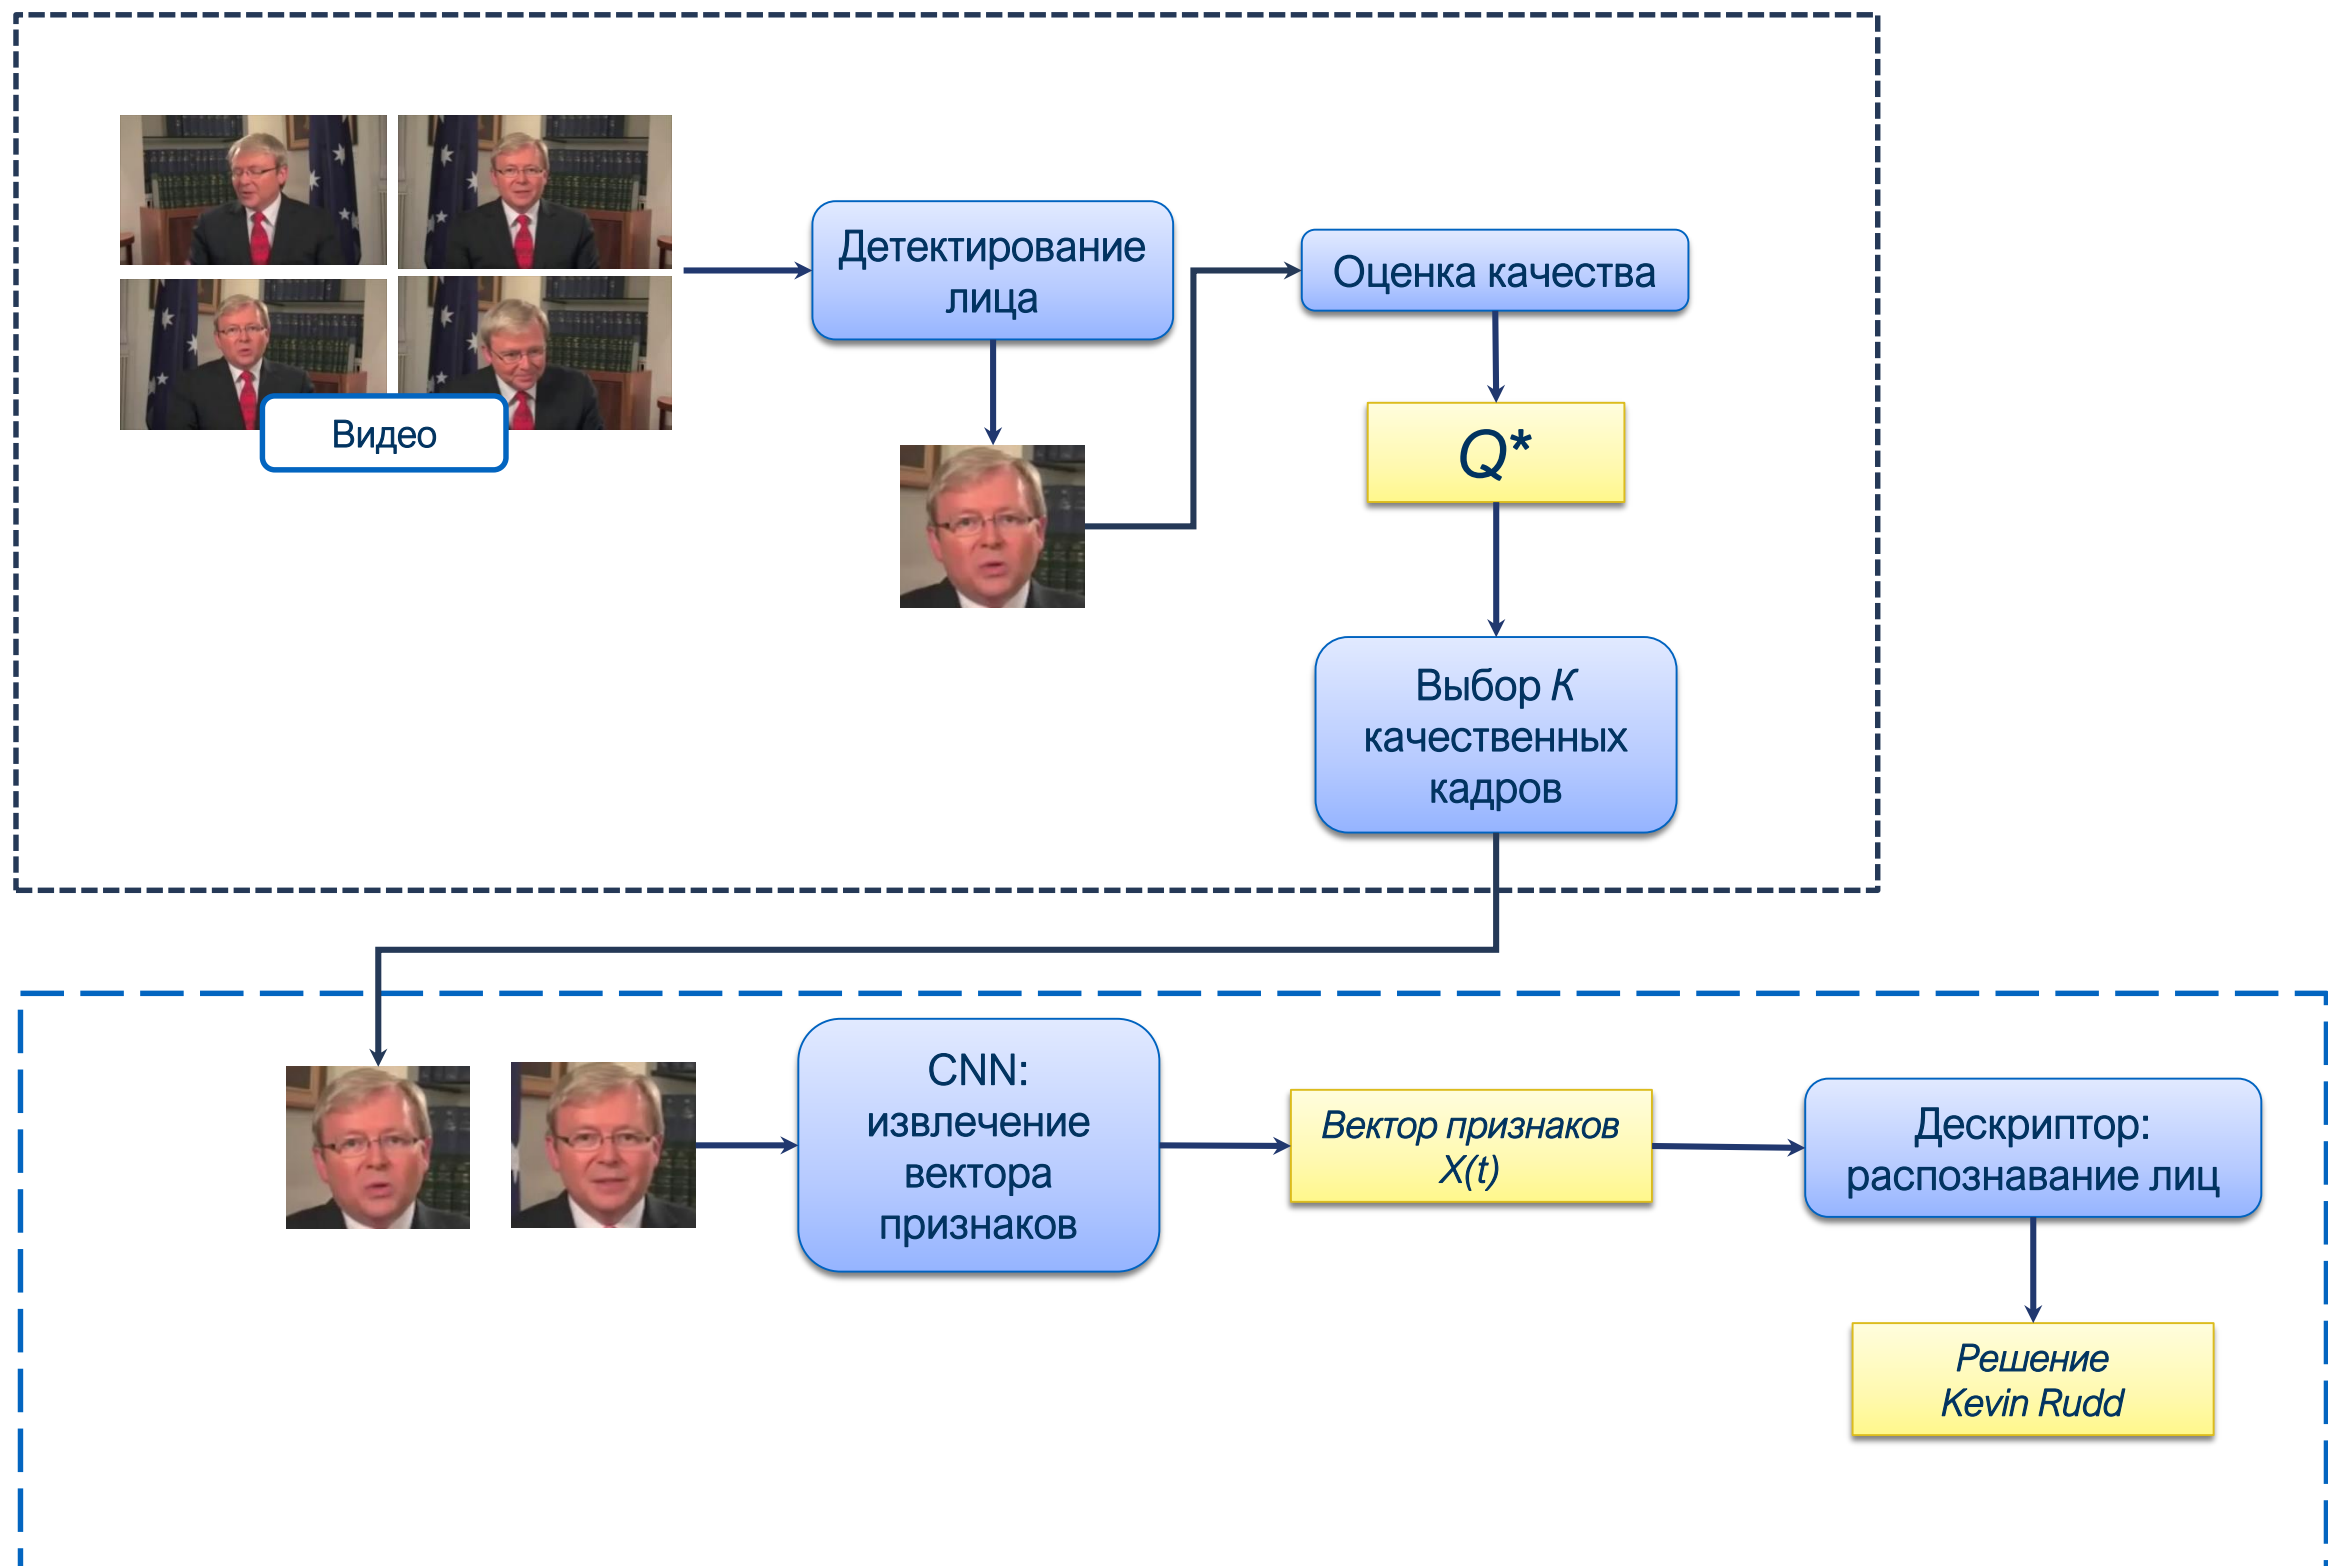 Видео
Детектирование
лица
Оценка качества
Q*
Выбор К
качественных
кадров
CNN:
извлечение
вектора
признаков
Вектор признаков
X(t)
Дескриптор:
распознавание лиц
Решение
Kevin Rudd